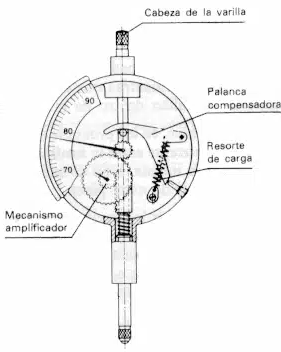 Cabeza de la varilla
90
Palanca
compensadora
80
Resorte
de carga
70
Mecanismo
amplificador